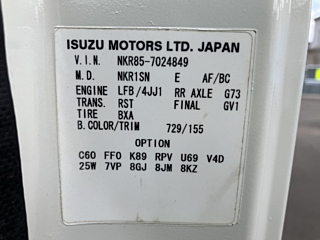 ISUZU MOTORS LTD. JAPAN
V.I.N. NKR85-7024849
M.D. NKR1SN E AF/BC
ENGINE LFB/4JJ1 RR AXLE G73
TRANS. RST FINAL GV1
TIRE BXA
B.COLOR/TRIM 729/155
OPTION
C60 FF0 K89 RPV U69 V4D
25W 7VP 8GJ 8JM 8KZ